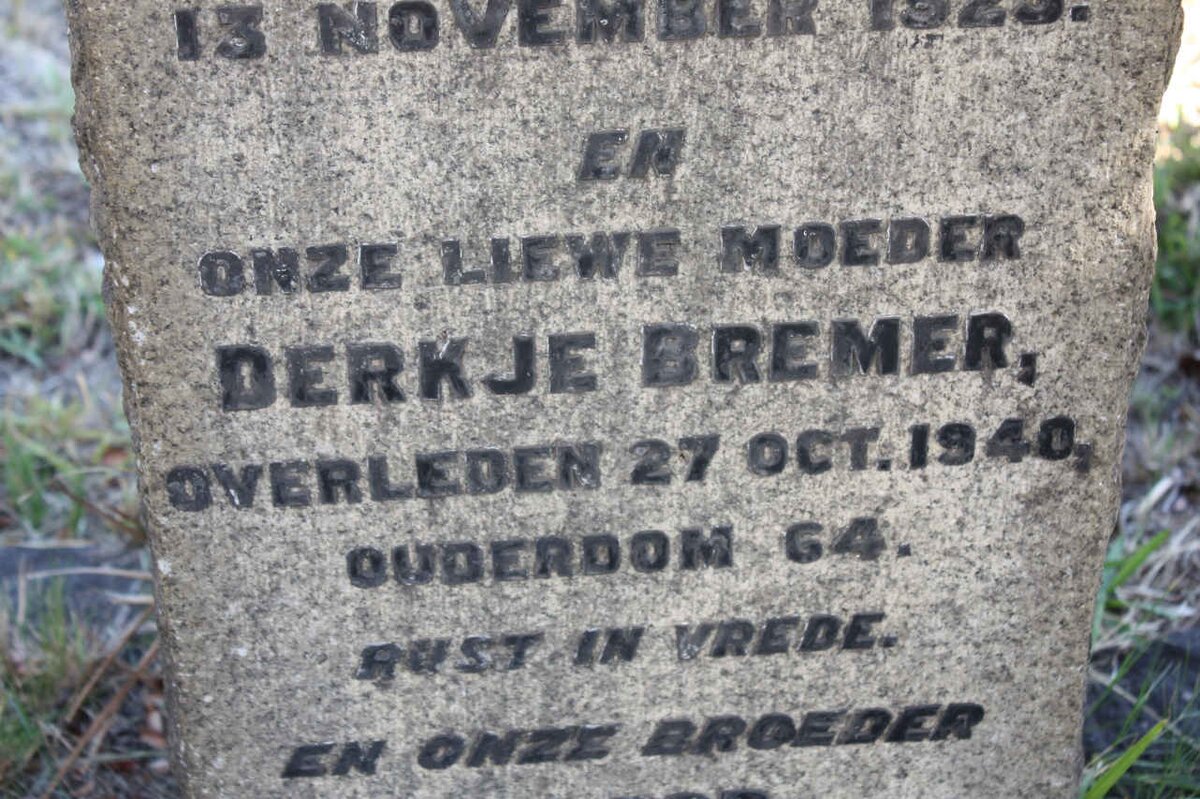 13 NOVEMBER 1923.
EN
ONZE LIEWE MOEDER
DERKJE BREMER,
OVERLEDEN 27 OCT. 1940,
OUDERDOM 64.
RUST IN VREDE.
EN ONZE BROEDER